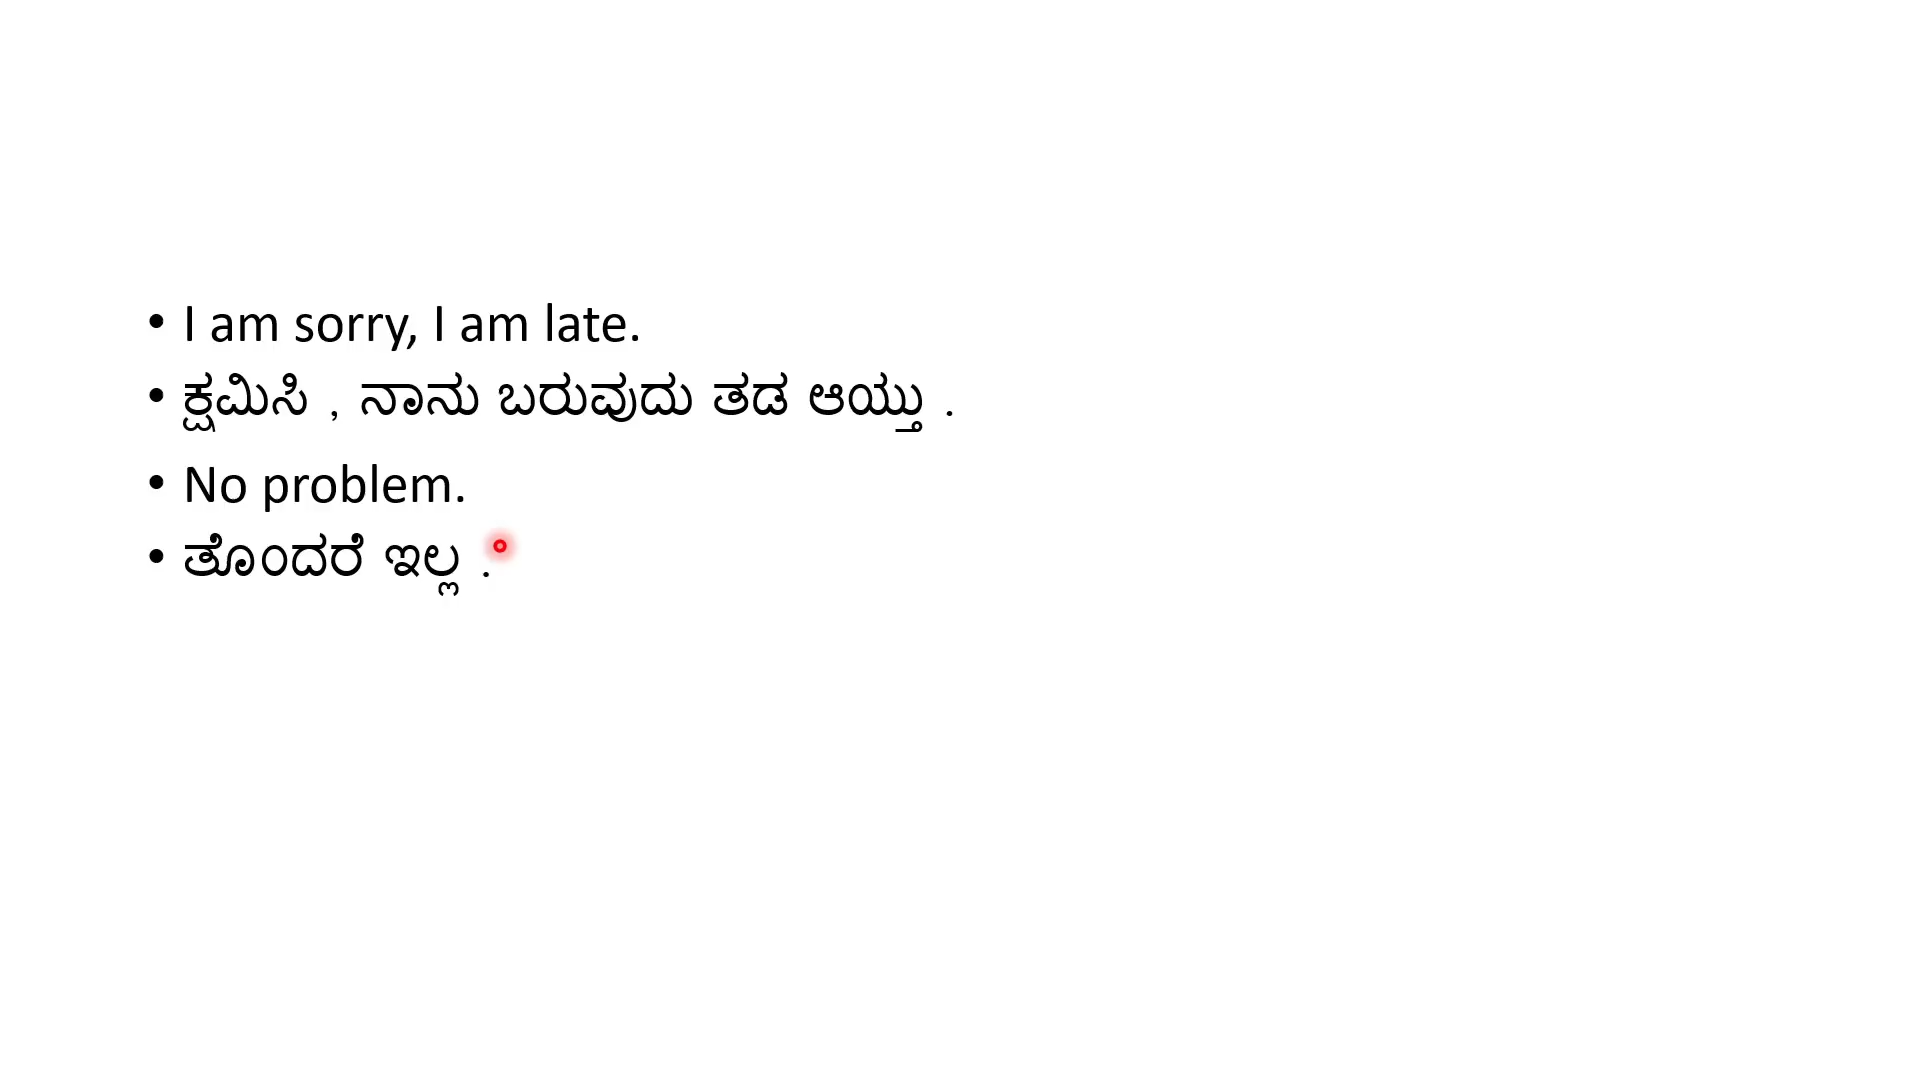 • I am sorry, I am late.
• ಕ್ಷಮಿಸಿ , ನಾನು ಬರುವುದು ತಡ ಆಯ್ತು .
• No problem.
• ತೊಂದರೆ ಇಲ್ಲ .